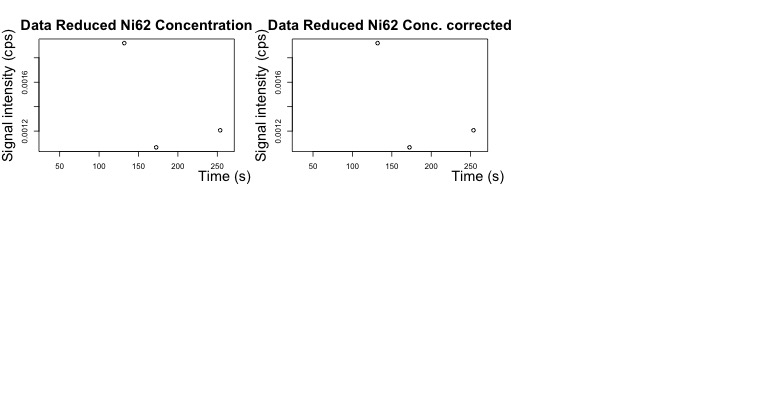 Data Reduced Ni62 Concentration
Signal intensity (cps)
0.0016
0.0012
50 100 150 200 250
Time (s)
Data Reduced Ni62 Conc. corrected
Signal intensity (cps)
0.0016
0.0012
50 100 150 200 250
Time (s)